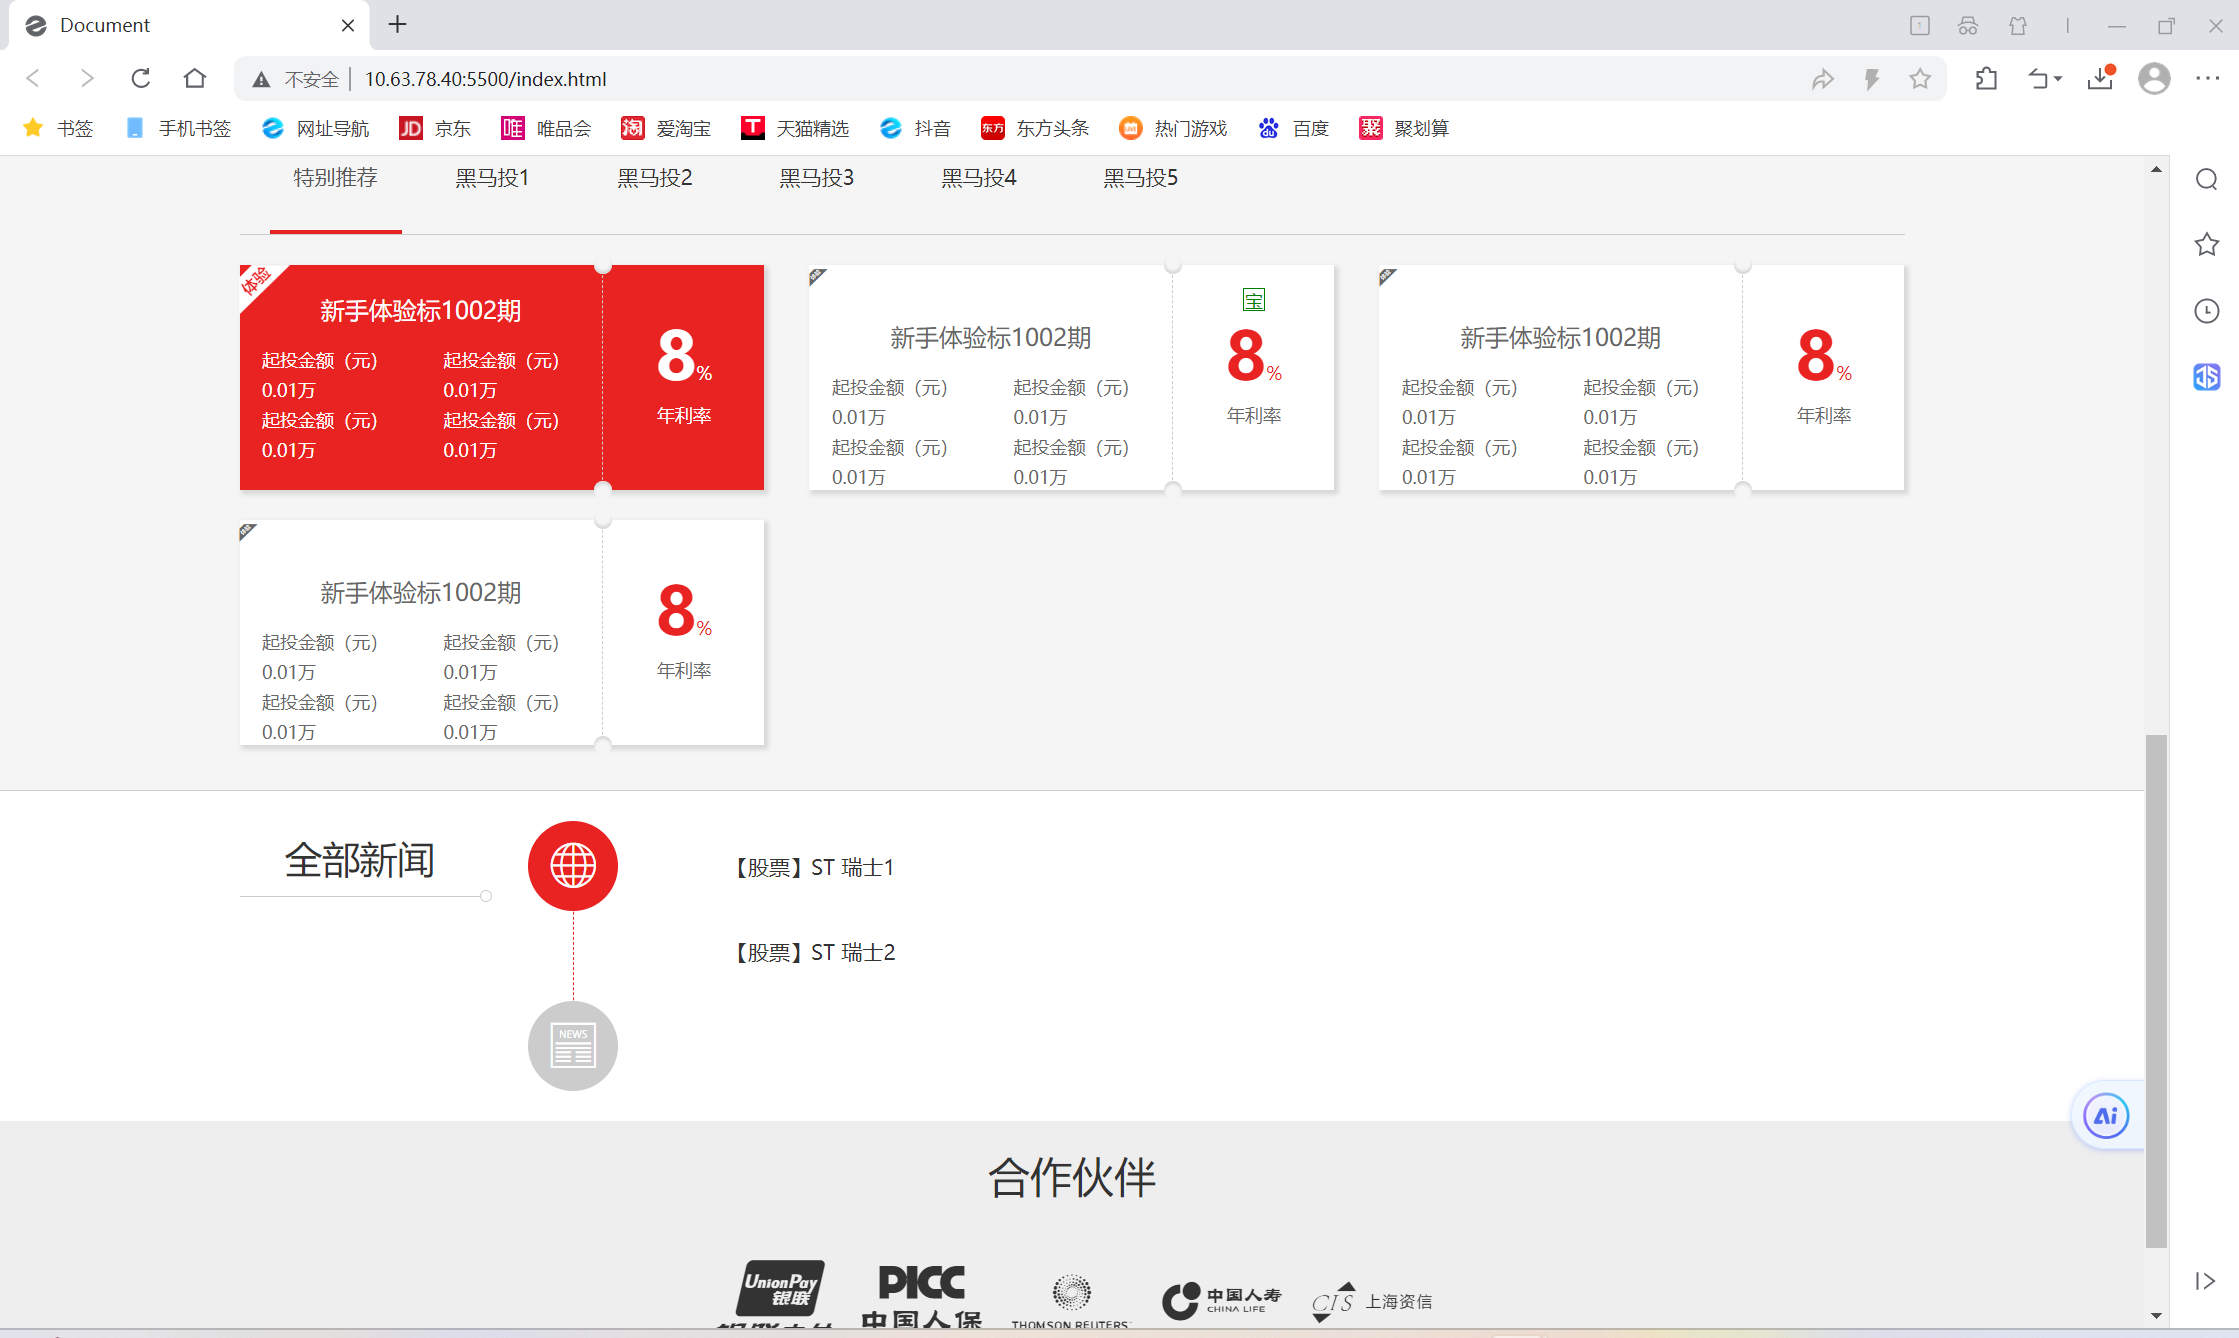 Document
不安全 10.63.78.40:5500/index.html
书签 手机书签 网址导航 JD 京东 唯 唯品会 淘 爱淘宝 T 天猫精选 抖音 东方 东方头条 热门游戏 du 百度 聚 聚划算
特别推荐 黑马投1 黑马投2 黑马投3 黑马投4 黑马投5
体验
新手体验标1002期
起投金额（元） 起投金额（元）
0.01万 0.01万
起投金额（元） 起投金额（元）
0.01万 0.01万
8%
年利率
新手体验标1002期
起投金额（元） 起投金额（元）
0.01万 0.01万
起投金额（元） 起投金额（元）
0.01万 0.01万
宝
8%
年利率
新手体验标1002期
起投金额（元） 起投金额（元）
0.01万 0.01万
起投金额（元） 起投金额（元）
0.01万 0.01万
8%
年利率
新手体验标1002期
起投金额（元） 起投金额（元）
0.01万 0.01万
起投金额（元） 起投金额（元）
0.01万 0.01万
8%
年利率
全部新闻
【股票】ST 瑞士1
【股票】ST 瑞士2
NEWS
Ai
合作伙伴
UnionPay
银联
PICC
中国人保
THOMSON REUTERS
中国人寿
CHINA LIFE
CIS 上海资信